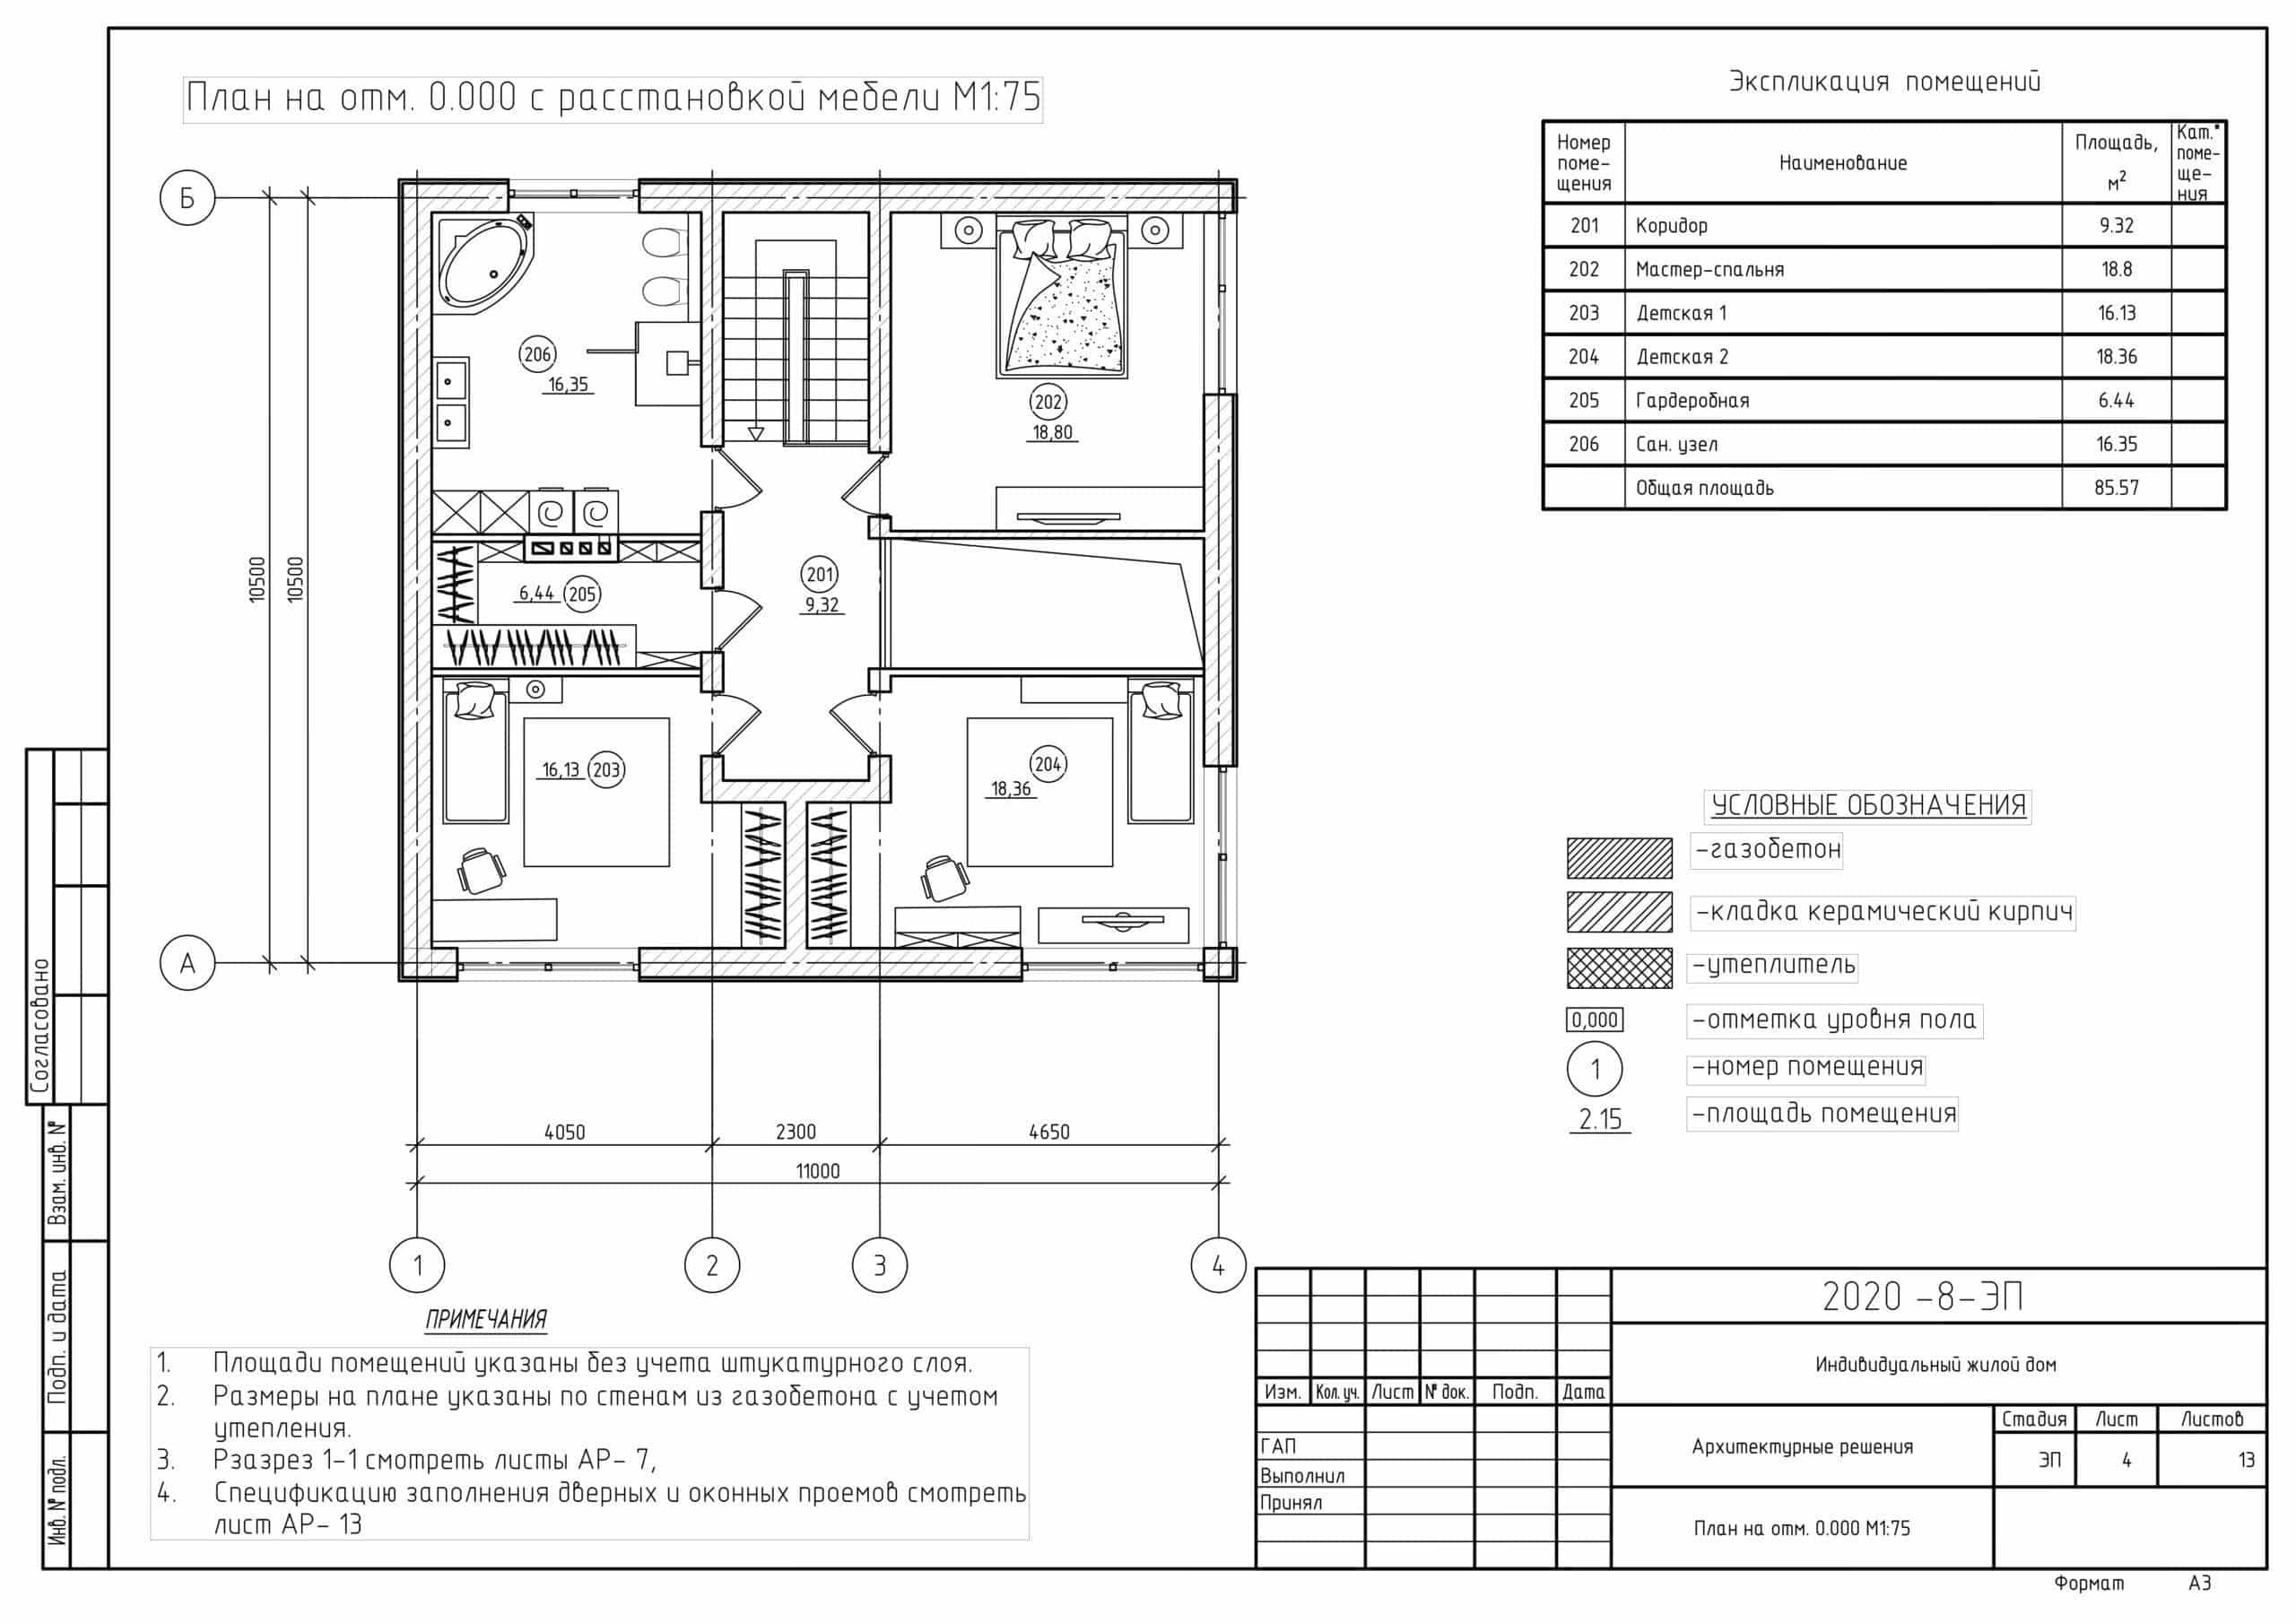 План на отм. 0.000 с расстановкой мебели М1:75
Экспликация помещений
Номер поме- щения
Наименование
Площадь, м²
Кат.* поме- ще- ния
201 Коридор 9.32
202 Мастер-спальня 18.8
203 Детская 1 16.13
204 Детская 2 18.36
205 Гардеробная 6.44
206 Сан. узел 16.35
Общая площадь 85.57
Б
А
10500
10500
206
16,35
202
18,80
201
9,32
6,44 205
16,13 203
204
18,36
4050
2300
4650
11000
1
2
3
4
УСЛОВНЫЕ ОБОЗНАЧЕНИЯ
-газобетон
-кладка керамический кирпич
-утеплитель
0,000 -отметка уровня пола
1 -номер помещения
2.15 -площадь помещения
ПРИМЕЧАНИЯ
1. Площади помещений указаны без учета штукатурного слоя.
2. Размеры на плане указаны по стенам из газобетона с учетом
утепления.
3. Рзазрез 1-1 смотреть листы АР- 7,
4. Спецификацию заполнения дверных и оконных проемов смотреть
лист АР- 13
Согласовано
Взам. инв. №
Подп. и дата
Инв. № подл.
2020 -8-ЭП
Индивидуальный жилой дом
Изм. Кол. уч. Лист № док. Подп. Дата
ГАП
Выполнил
Принял
Архитектурные решения
Стадия Лист Листов
ЭП 4 13
План на отм. 0.000 М1:75
Формат А3